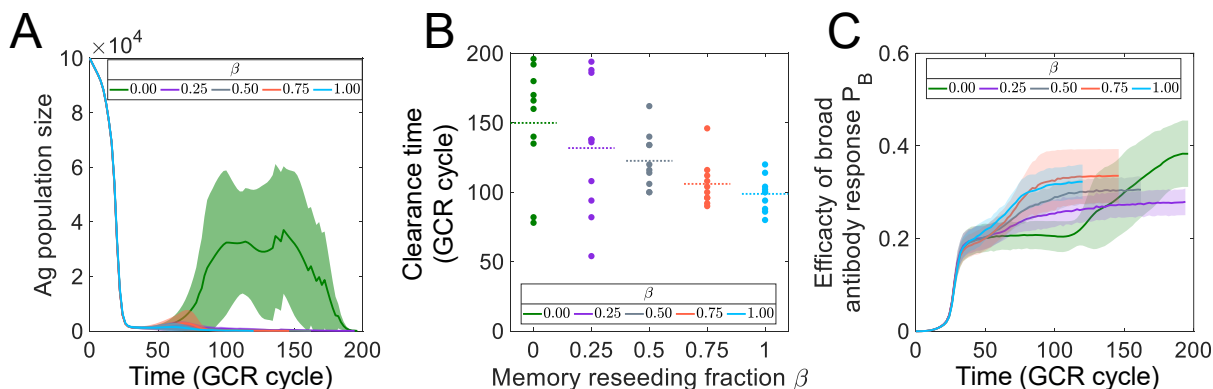 A
×10^4
β
0.00 0.25 0.50 0.75 1.00
10
8
6
4
2
0
Ag population size
0 50 100 150 200
Time (GCR cycle)
B
200
150
100
50
0
Clearance time
(GCR cycle)
β
0.00 0.25 0.50 0.75 1.00
0 0.25 0.5 0.75 1
Memory reseeding fraction β
C
0.6
0.4
0.2
0
Efficacy of broad
antibody response P_B
β
0.00 0.25 0.50 0.75 1.00
0 50 100 150 200
Time (GCR cycle)